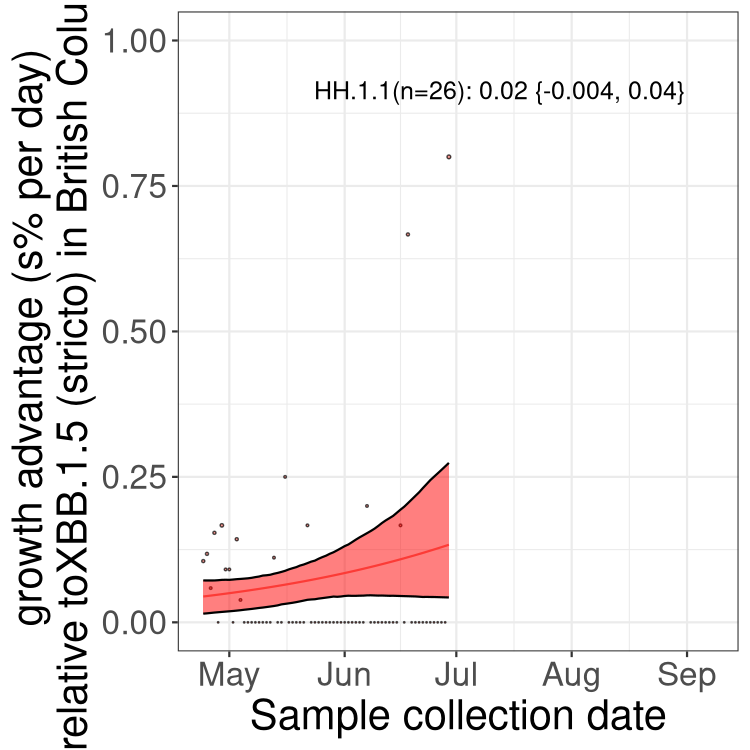 growth advantage (s% per day)
relative toXBB.1.5 (stricto) in British Colu
1.00
0.75
0.50
0.25
0.00
HH.1.1(n=26): 0.02 {-0.004, 0.04}
May Jun Jul Aug Sep
Sample collection date